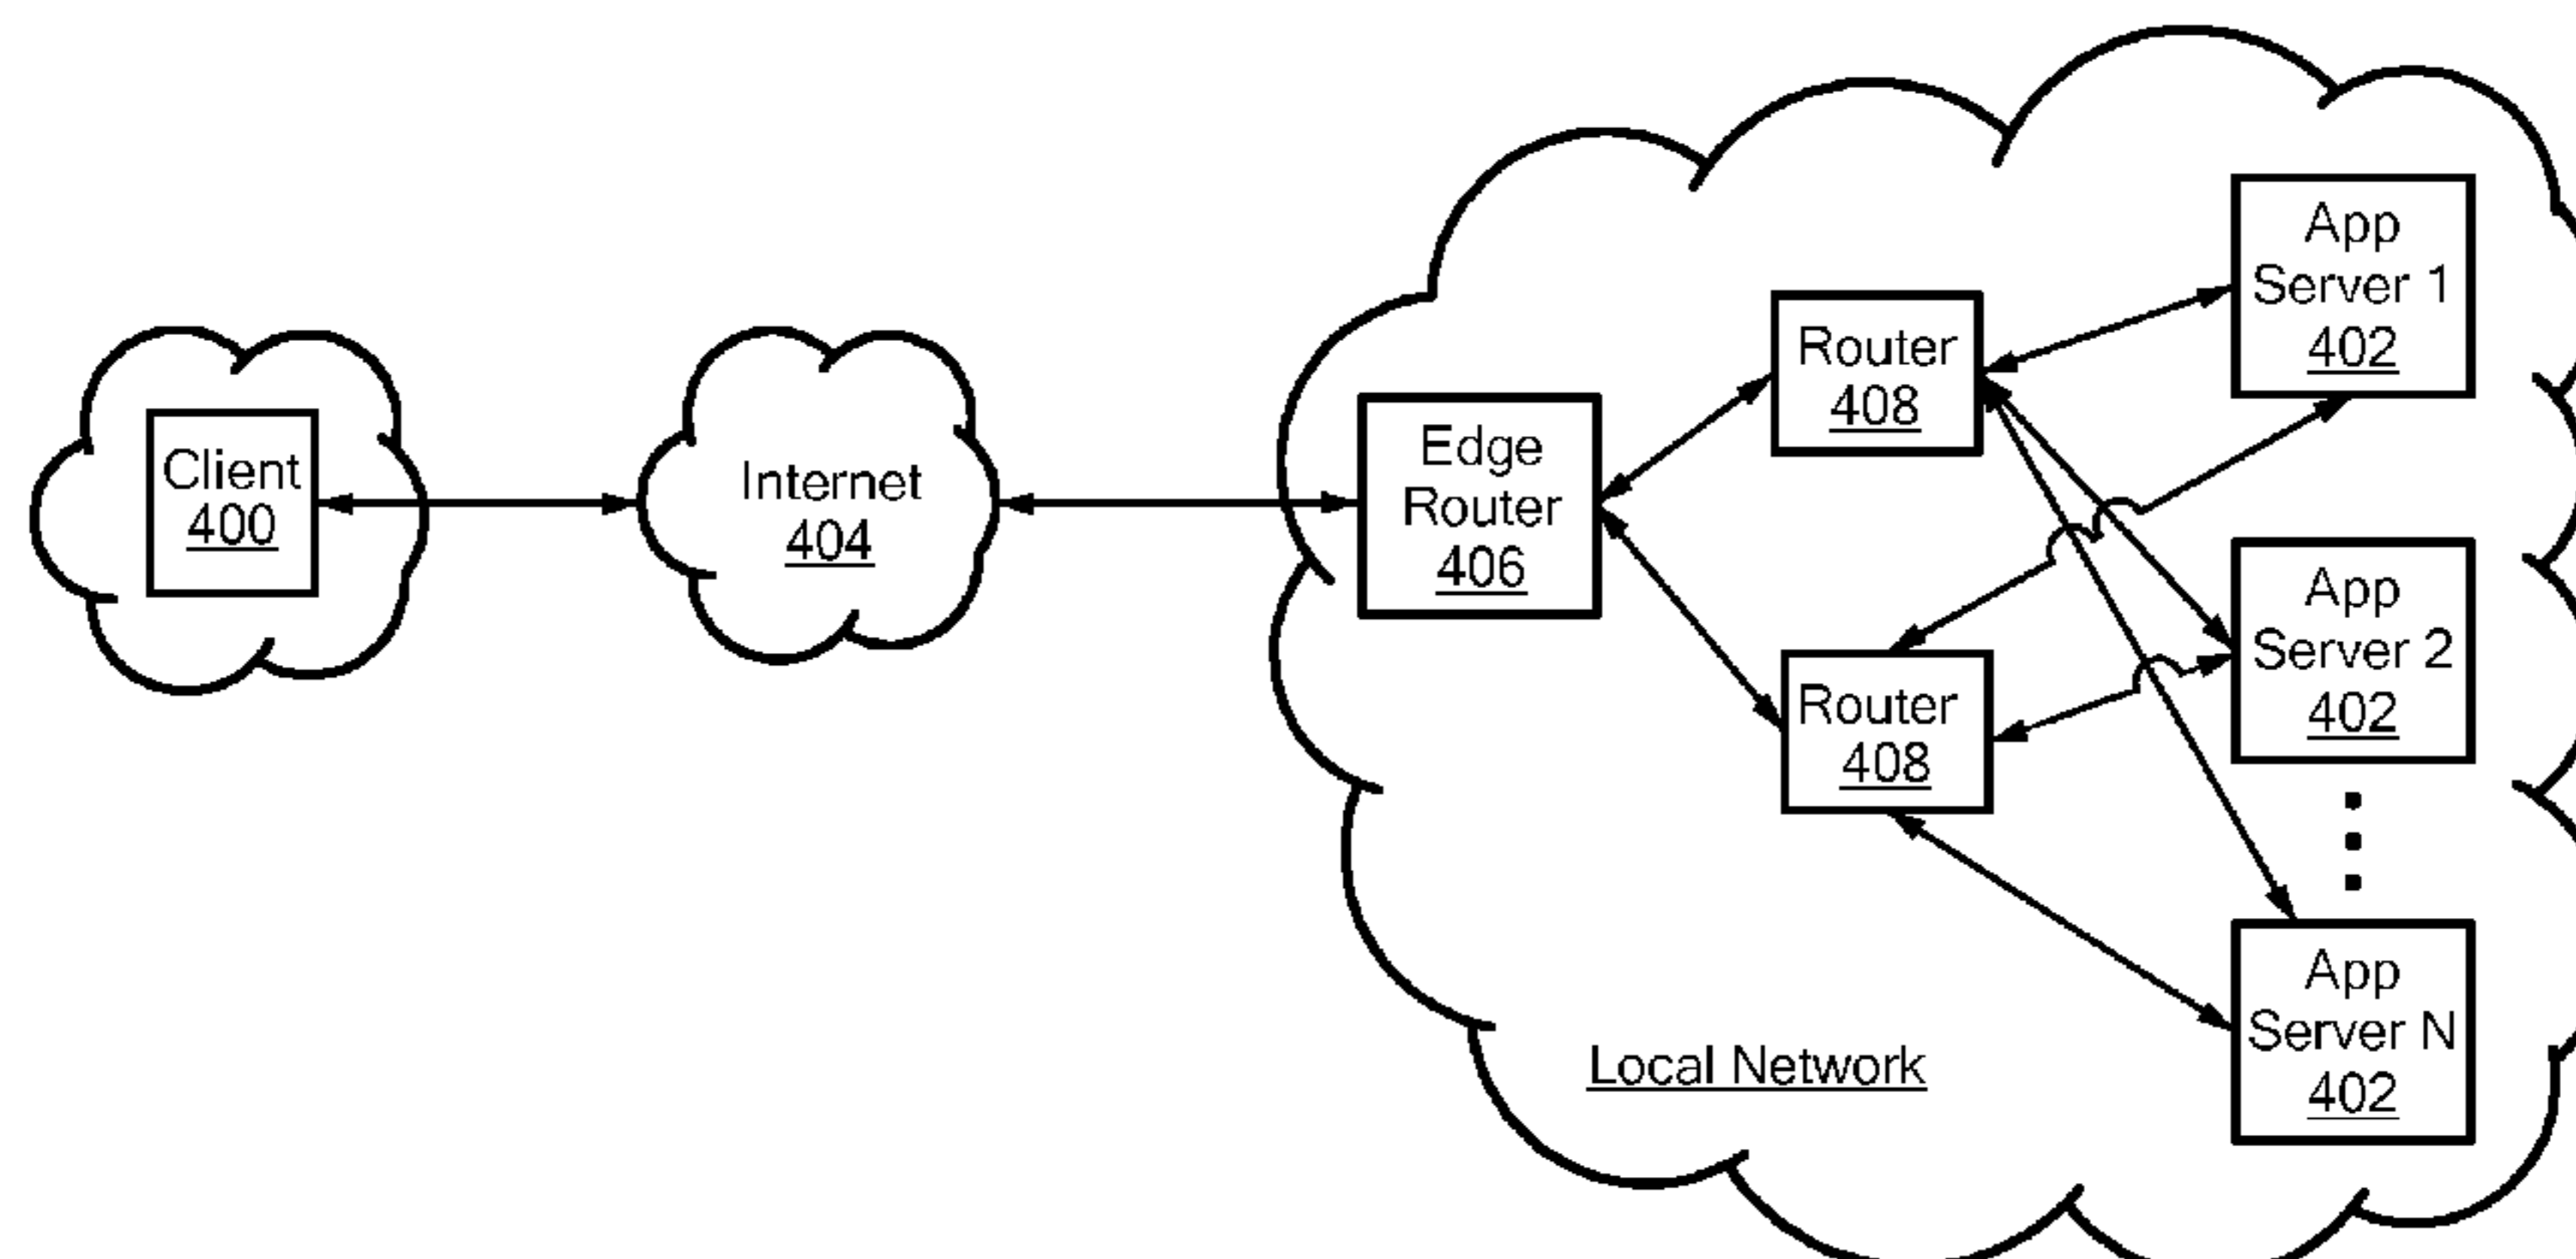 Client
400
Internet
404
Edge
Router
406
Router
408
Router
408
App
Server 1
402
App
Server 2
402
App
Server N
402
Local Network